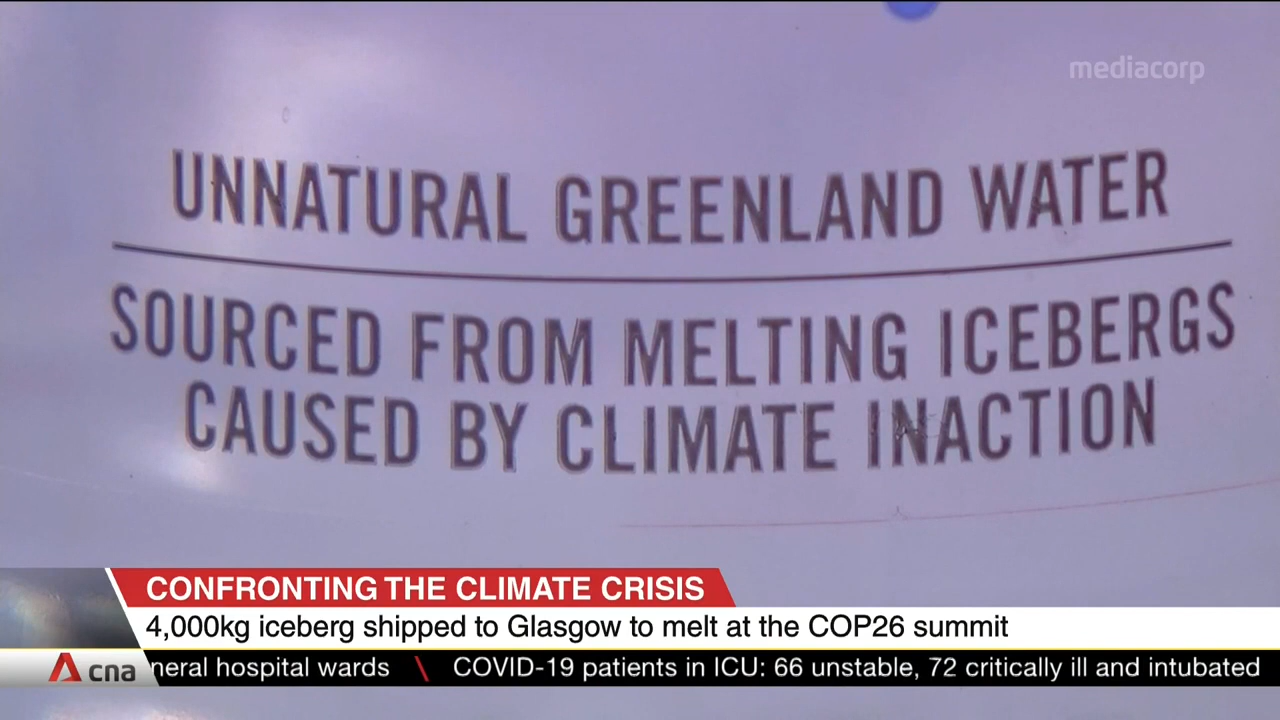 mediacorp
UNNATURAL GREENLAND WATER
SOURCED FROM MELTING ICEBERGS
CAUSED BY CLIMATE INACTION
CONFRONTING THE CLIMATE CRISIS
4,000kg iceberg shipped to Glasgow to melt at the COP26 summit
cna
neral hospital wards \ COVID-19 patients in ICU: 66 unstable, 72 critically ill and intubated